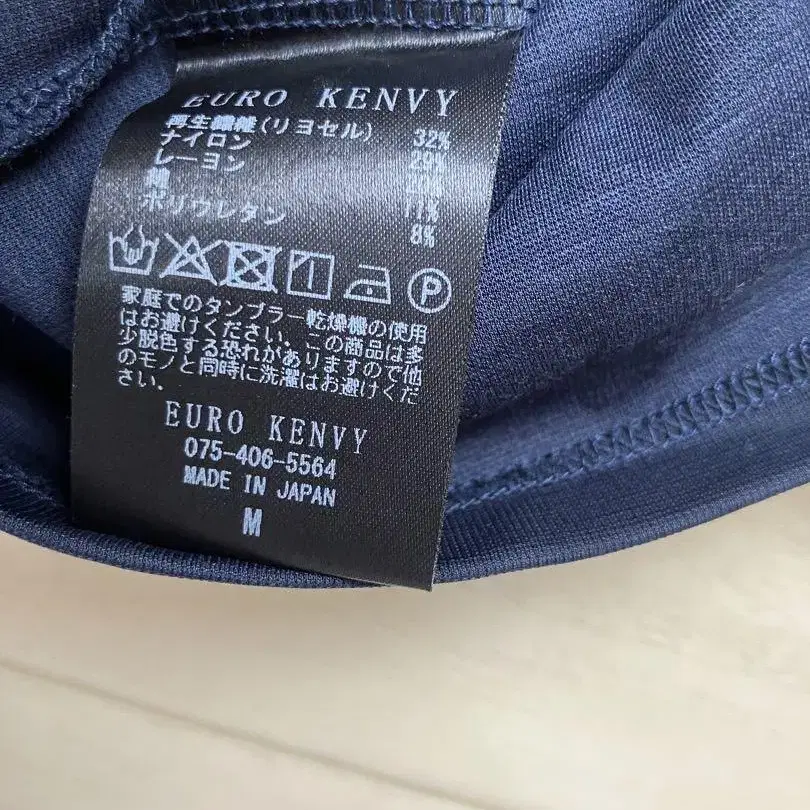 EURO KENVY
再生繊維(リヨセル) 32%
ナイロン 29%
レーヨン
綿 11%
ポリウレタン 8%
P
家庭でのタンブラー乾燥機の使用
はお避けください.この商品は多
少脱色する恐れがありますので他
のモノと同時に洗濯はお避けくだ
さい.
EURO KENVY
075-406-5564
MADE IN JAPAN
M